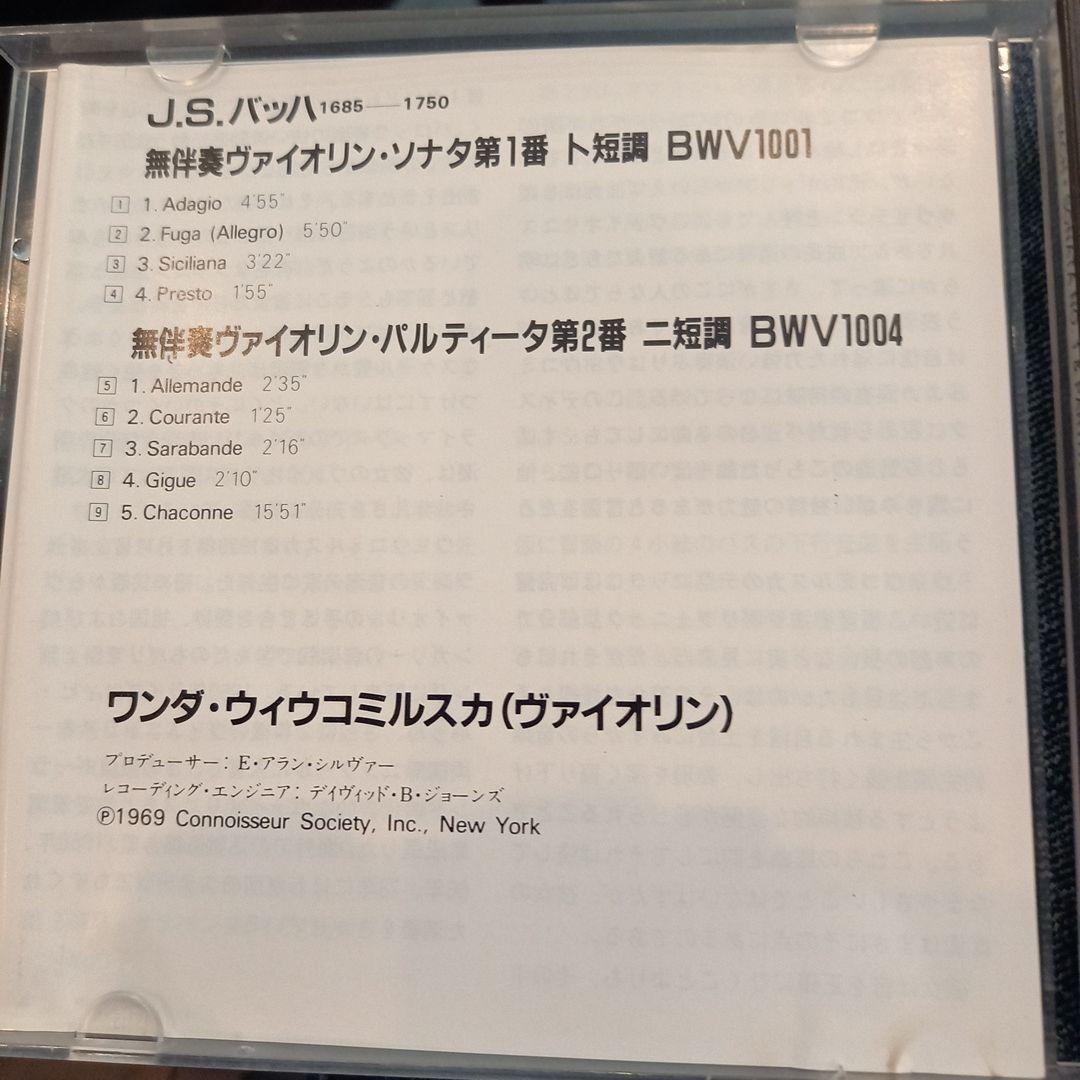 J.S.バッハ1685——1750
無伴奏ヴァイオリン・ソナタ第1番 ト短調 BWV1001
1 1. Adagio 4′55″
2 2. Fuga (Allegro) 5′50″
3 3. Siciliana 3′22″
4 4. Presto 1′55″
無伴奏ヴァイオリン・パルティータ第2番 ニ短調 BWV1004
5 1. Allemande 2′35″
6 2. Courante 1′25″
7 3. Sarabande 2′16″
8 4. Gigue 2′10″
9 5. Chaconne 15′51″
ワンダ・ウィウコミルスカ(ヴァイオリン)
プロデューサー: E・アラン・シルヴァー
レコーディング・エンジニア: デイヴィッド・B・ジョーンズ
℗1969 Connoisseur Society, Inc., New York